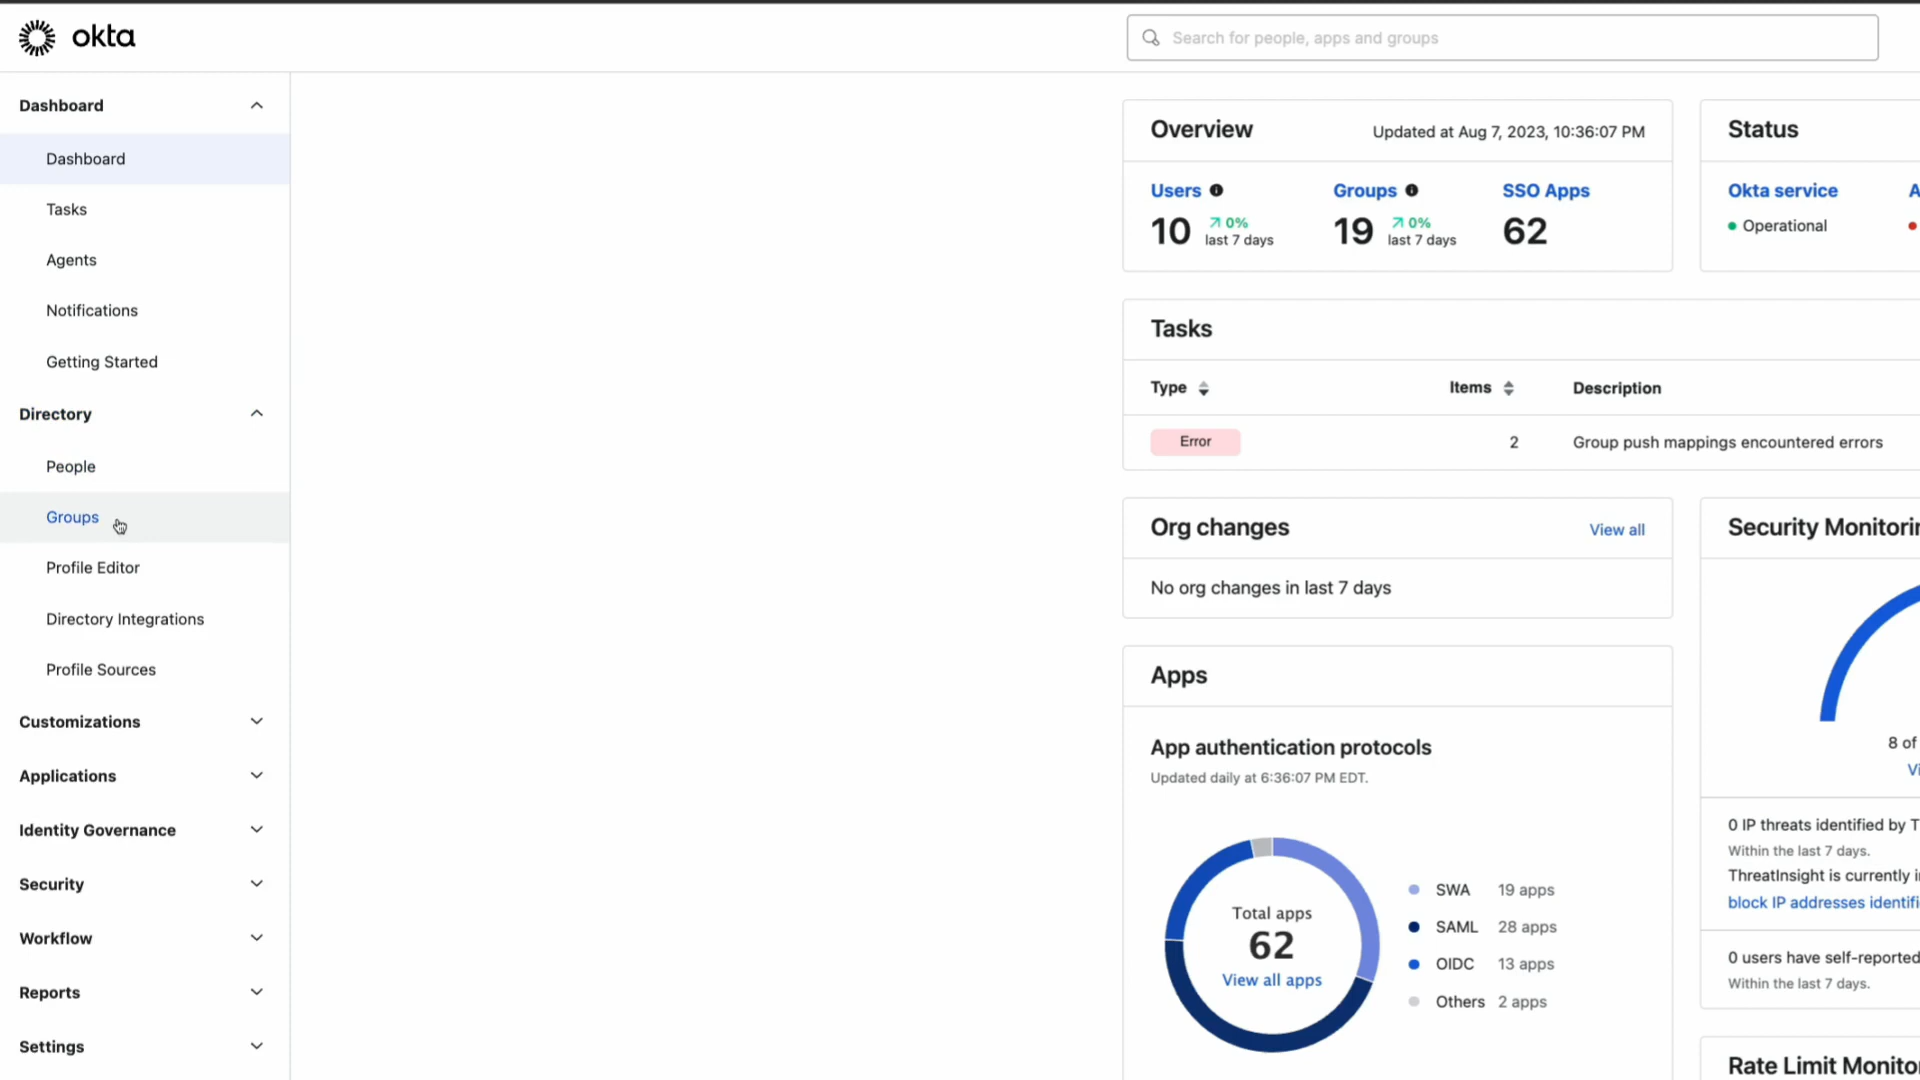 okta
Search for people, apps and groups
Dashboard
Dashboard
Tasks
Agents
Notifications
Getting Started
Directory
People
Groups
Profile Editor
Directory Integrations
Profile Sources
Customizations
Applications
Identity Governance
Security
Workflow
Reports
Settings
Overview
Updated at Aug 7, 2023, 10:36:07 PM
Users
10
0%
last 7 days
Groups
19
0%
last 7 days
SSO Apps
62
Status
Okta service
A
Operational
Tasks
Type Items Description
Error 2 Group push mappings encountered errors
Org changes
View all
No org changes in last 7 days
Apps
App authentication protocols
Updated daily at 6:36:07 PM EDT.
Total apps
62
View all apps
SWA 19 apps
SAML 28 apps
OIDC 13 apps
Others 2 apps
Security Monitorin
8 of
Vi
0 IP threats identified by T
Within the last 7 days.
ThreatInsight is currently i
block IP addresses identifi
0 users have self-reported
Within the last 7 days.
Rate Limit Monito